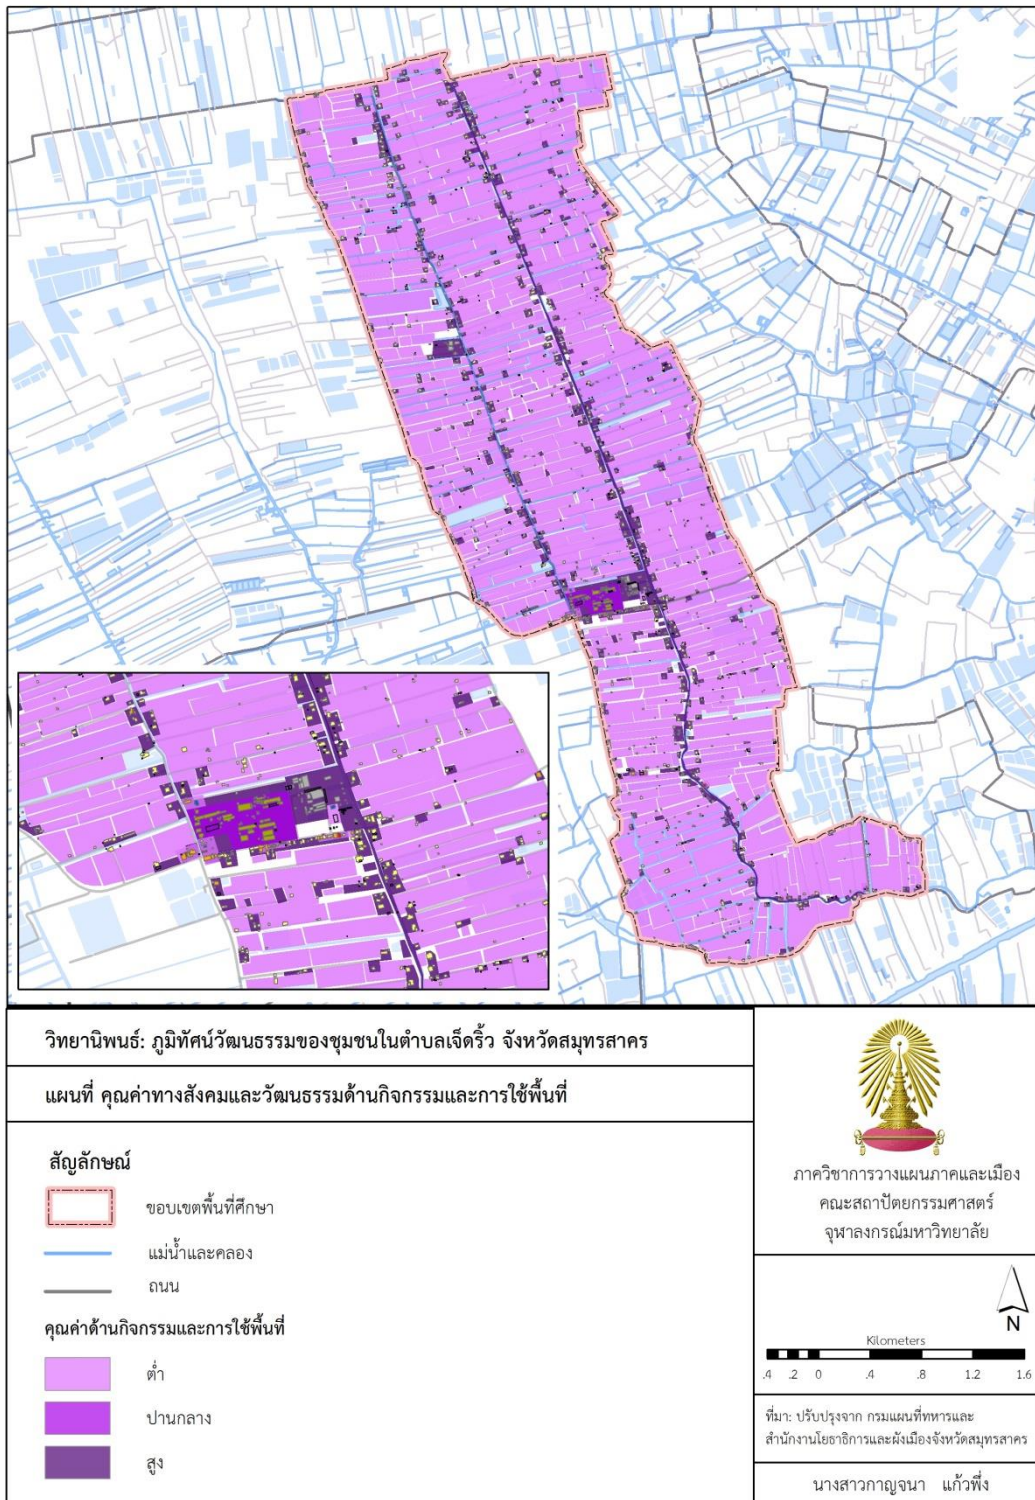 วิทยานิพนธ์: ภูมิทัศน์วัฒนธรรมของชุมชนในตำบลเจ็ดริ้ว จังหวัดสมุทรสาคร
แผนที่ คุณค่าทางสังคมและวัฒนธรรมด้านกิจกรรมและการใช้พื้นที่
สัญลักษณ์
ขอบเขตพื้นที่ศึกษา
แม่น้ำและคลอง
ถนน
คุณค่าด้านกิจกรรมและการใช้พื้นที่
ต่ำ
ปานกลาง
สูง
ภาควิชาการวางแผนภาคและเมือง
คณะสถาปัตยกรรมศาสตร์
จุฬาลงกรณ์มหาวิทยาลัย
N
Kilometers
.4 .2 0 .4 .8 1.2 1.6
ที่มา: ปรับปรุงจาก กรมแผนที่ทหารและ
สำนักงานโยธาธิการและผังเมืองจังหวัดสมุทรสาคร
นางสาวกาญจนา แก้วพึ่ง